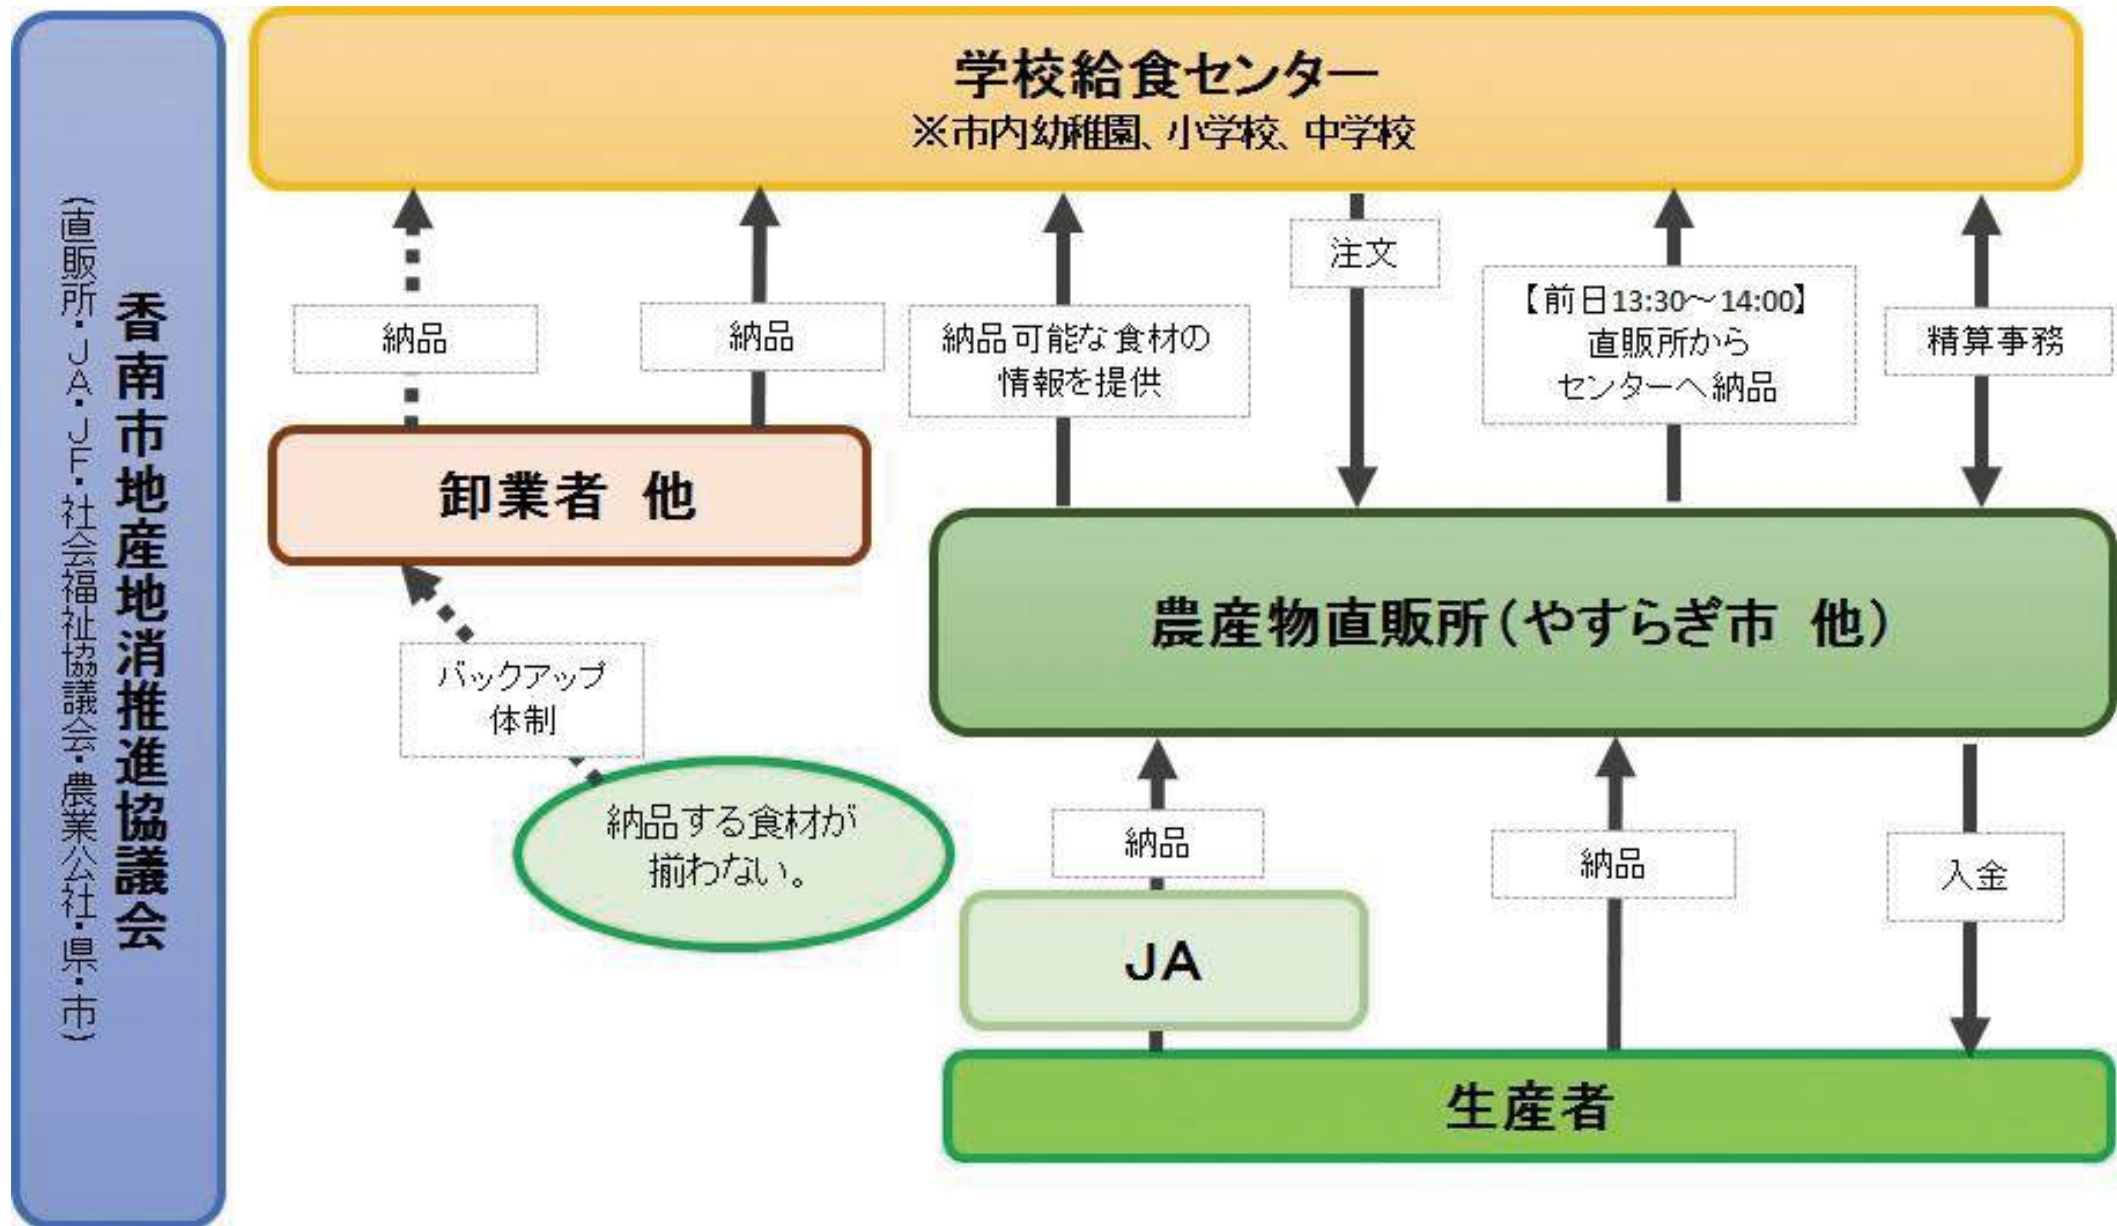 香南市地産地消推進協議会
(直販所・JA・JF・社会福祉協議会・農業公社・県・市)
学校給食センター
※市内幼稚園、小学校、中学校
納品
納品
納品可能な食材の
情報を提供
注文
【前日13:30～14:00】
直販所から
センターへ納品
精算事務
卸業者 他
農産物直販所(やすらぎ市 他)
バックアップ
体制
納品する食材が
揃わない。
納品
納品
入金
JA
生産者